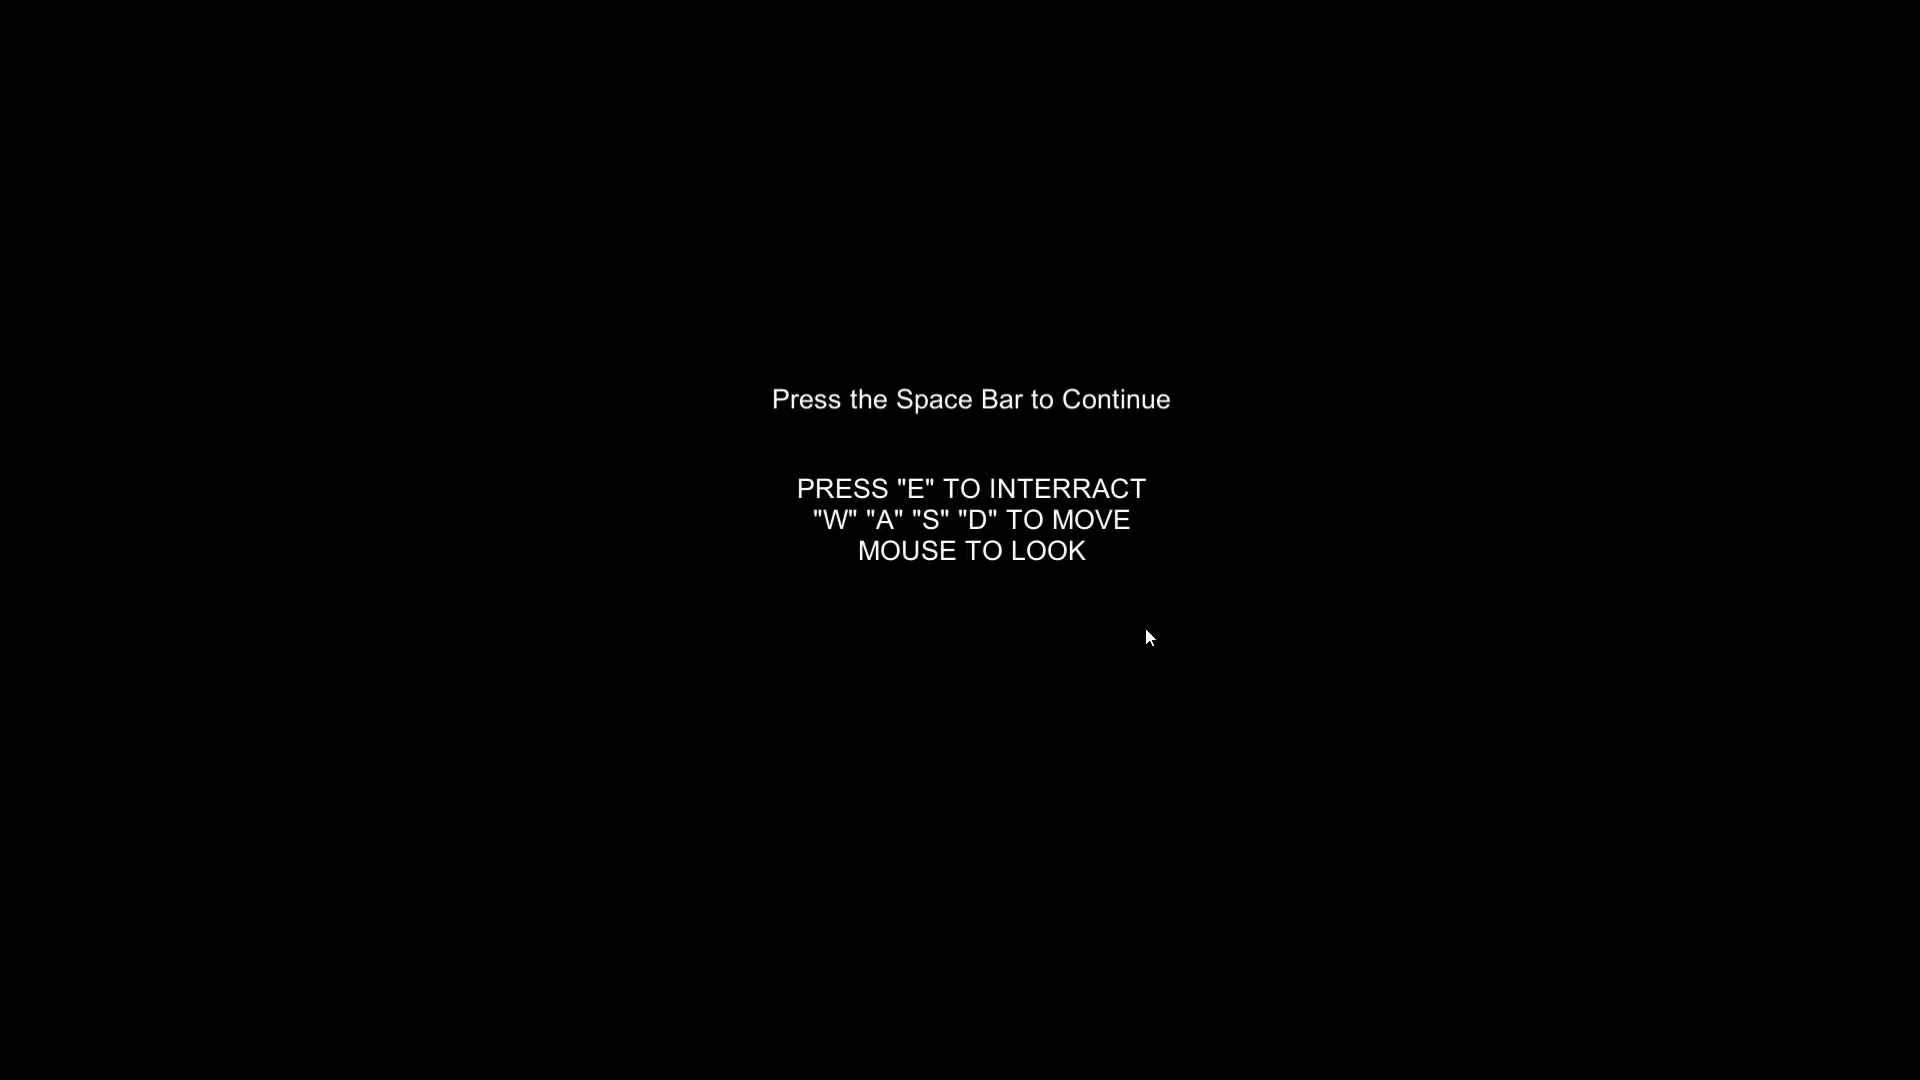 Press the Space Bar to Continue
PRESS "E" TO INTERRACT
"W" "A" "S" "D" TO MOVE
MOUSE TO LOOK